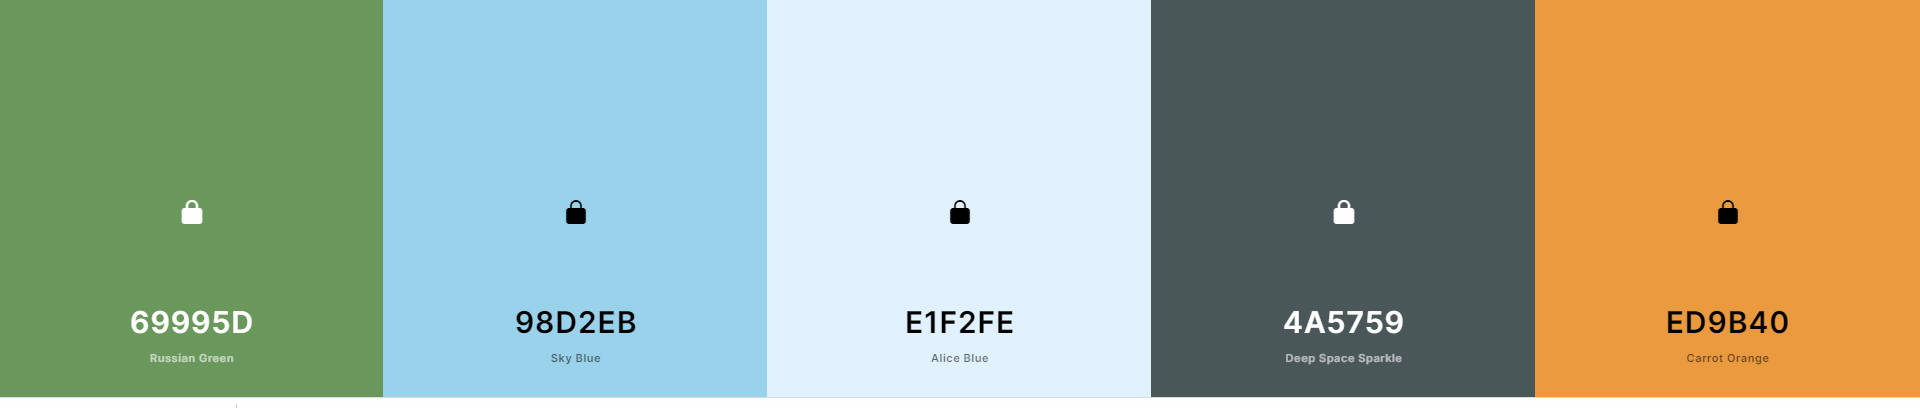 69995D
Russian Green
98D2EB
Sky Blue
E1F2FE
Alice Blue
4A5759
Deep Space Sparkle
ED9B40
Carrot Orange